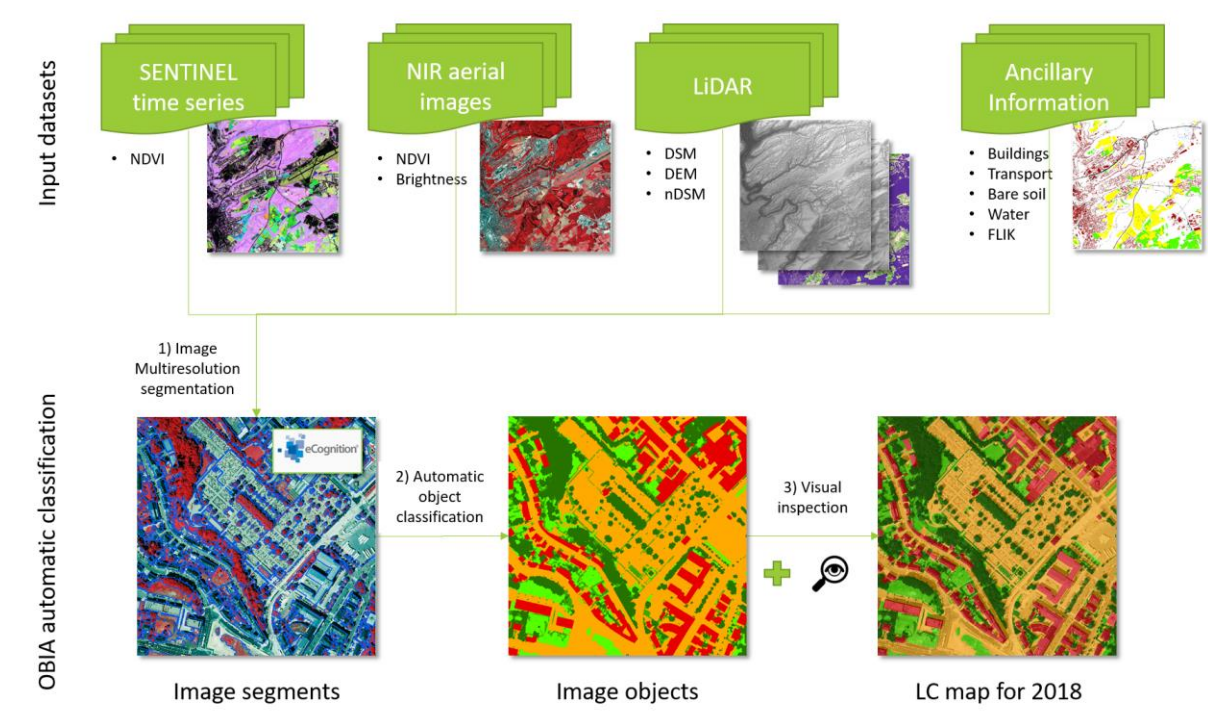 Input datasets
SENTINEL
time series
• NDVI
NIR aerial
images
• NDVI
• Brightness
LiDAR
• DSM
• DEM
• nDSM
Ancillary
Information
• Buildings
• Transport
• Bare soil
• Water
• FLIK
OBIA automatic classification
1) Image
Multiresolution
segmentation
eCognition
Image segments
2) Automatic
object
classification
Image objects
3) Visual
inspection
LC map for 2018